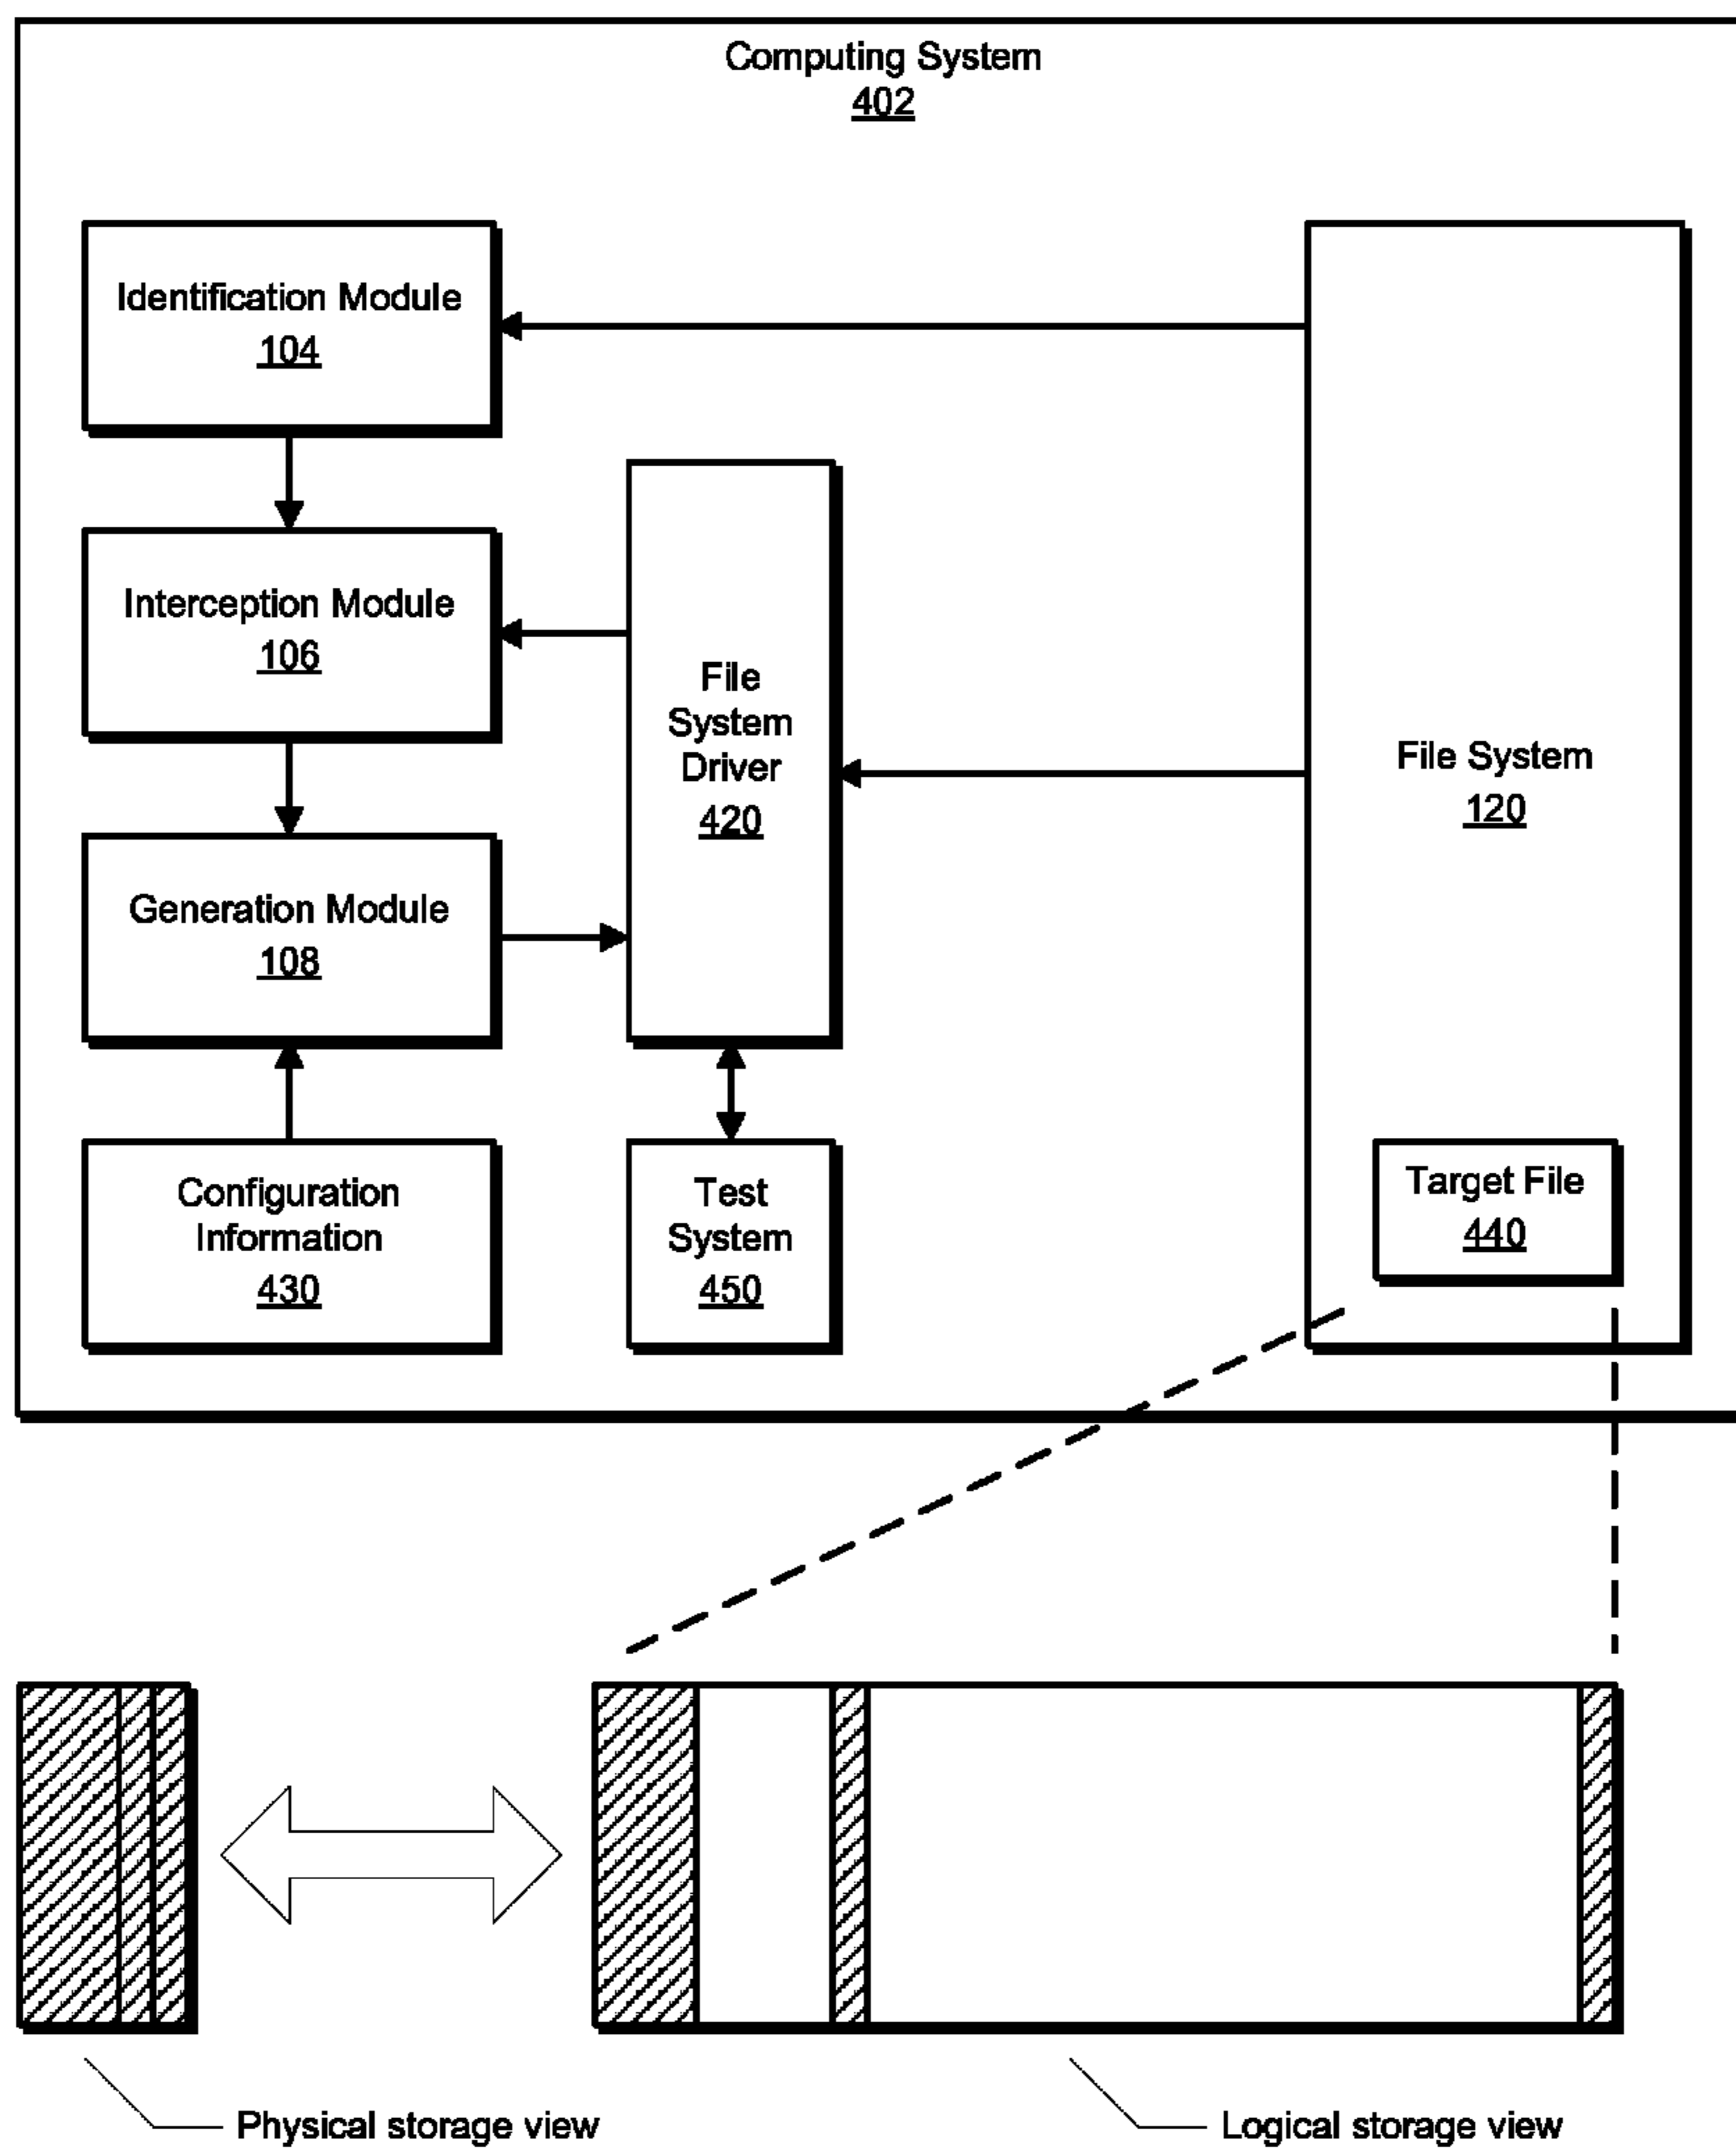 Computing System
402
Identification Module
104
Interception Module
106
File
System
Driver
420
File System
120
Generation Module
108
Configuration
Information
430
Test
System
450
Target File
440
Physical storage view
Logical storage view